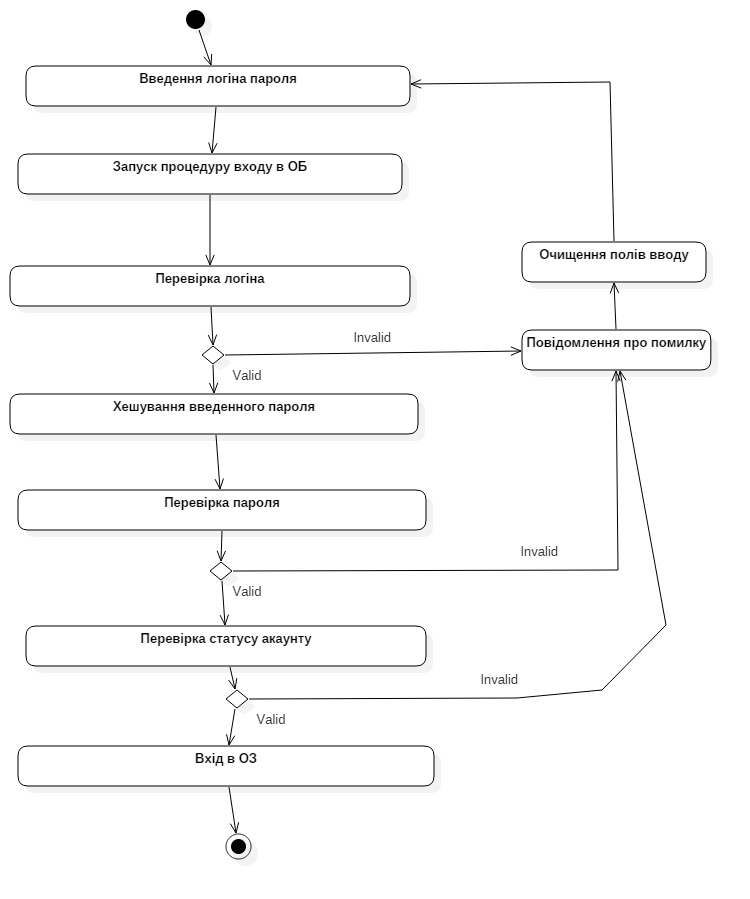 Введення логіна пароля
Запуск процедуру входу в ОБ
Очищення полів вводу
Перевірка логіна
Invalid
Повідомлення про помилку
Valid
Хешування введенного пароля
Перевірка пароля
Invalid
Valid
Перевірка статусу акаунту
Invalid
Valid
Вхід в ОЗ